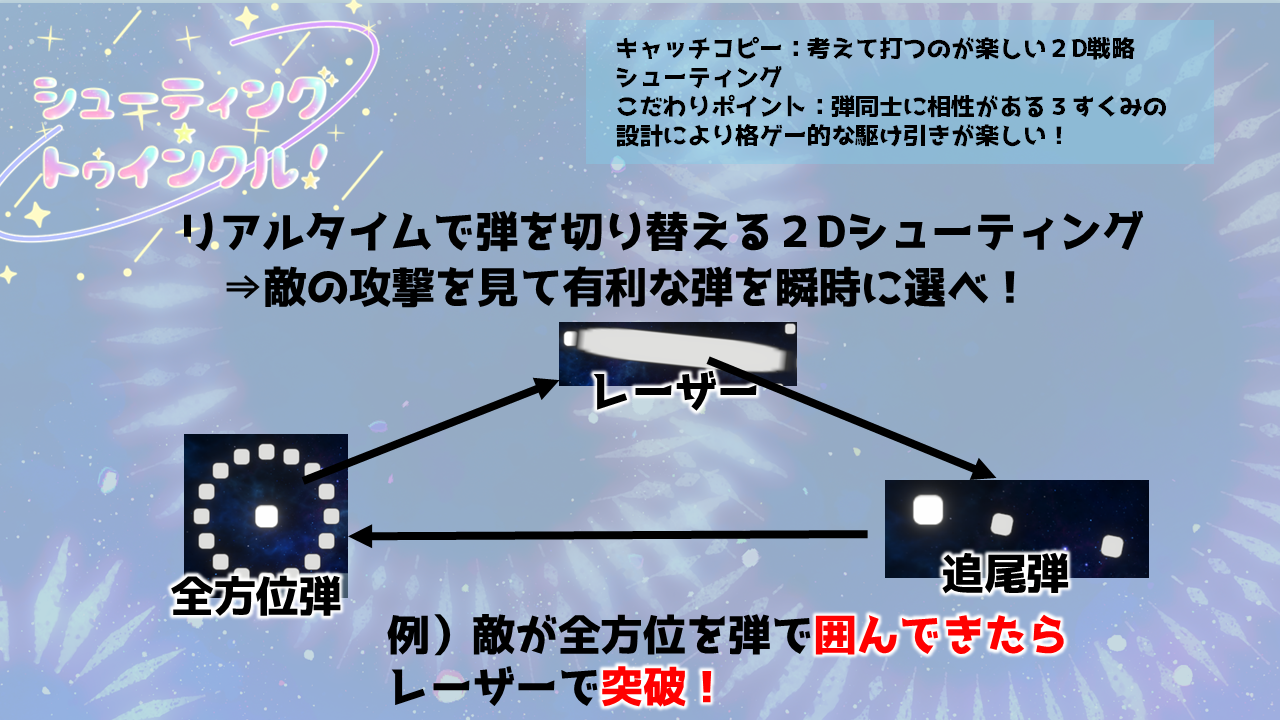 シューティング
トゥインクル!
キャッチコピー:考えて打つのが楽しい2D戦略
シューティング
こだわりポイント:弾同士に相性がある3すくみの
設計により格ゲー的な駆け引きが楽しい!
リアルタイムで弾を切り替える2Dシューティング
⇒敵の攻撃を見て有利な弾を瞬時に選べ!
レーザー
全方位弾
追尾弾
例)敵が全方位を弾で囲んできたら
レーザーで突破!